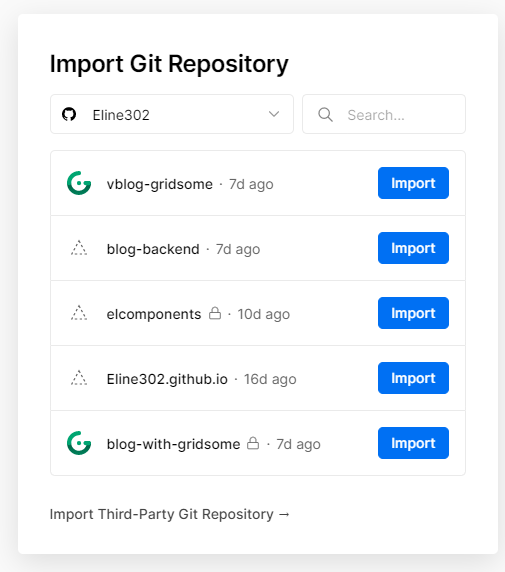 Import Git Repository
Eline302 Search...
vblog-gridsome · 7d ago Import
blog-backend · 7d ago Import
elcomponents · 10d ago Import
Eline302.github.io · 16d ago Import
blog-with-gridsome · 7d ago Import
Import Third-Party Git Repository →